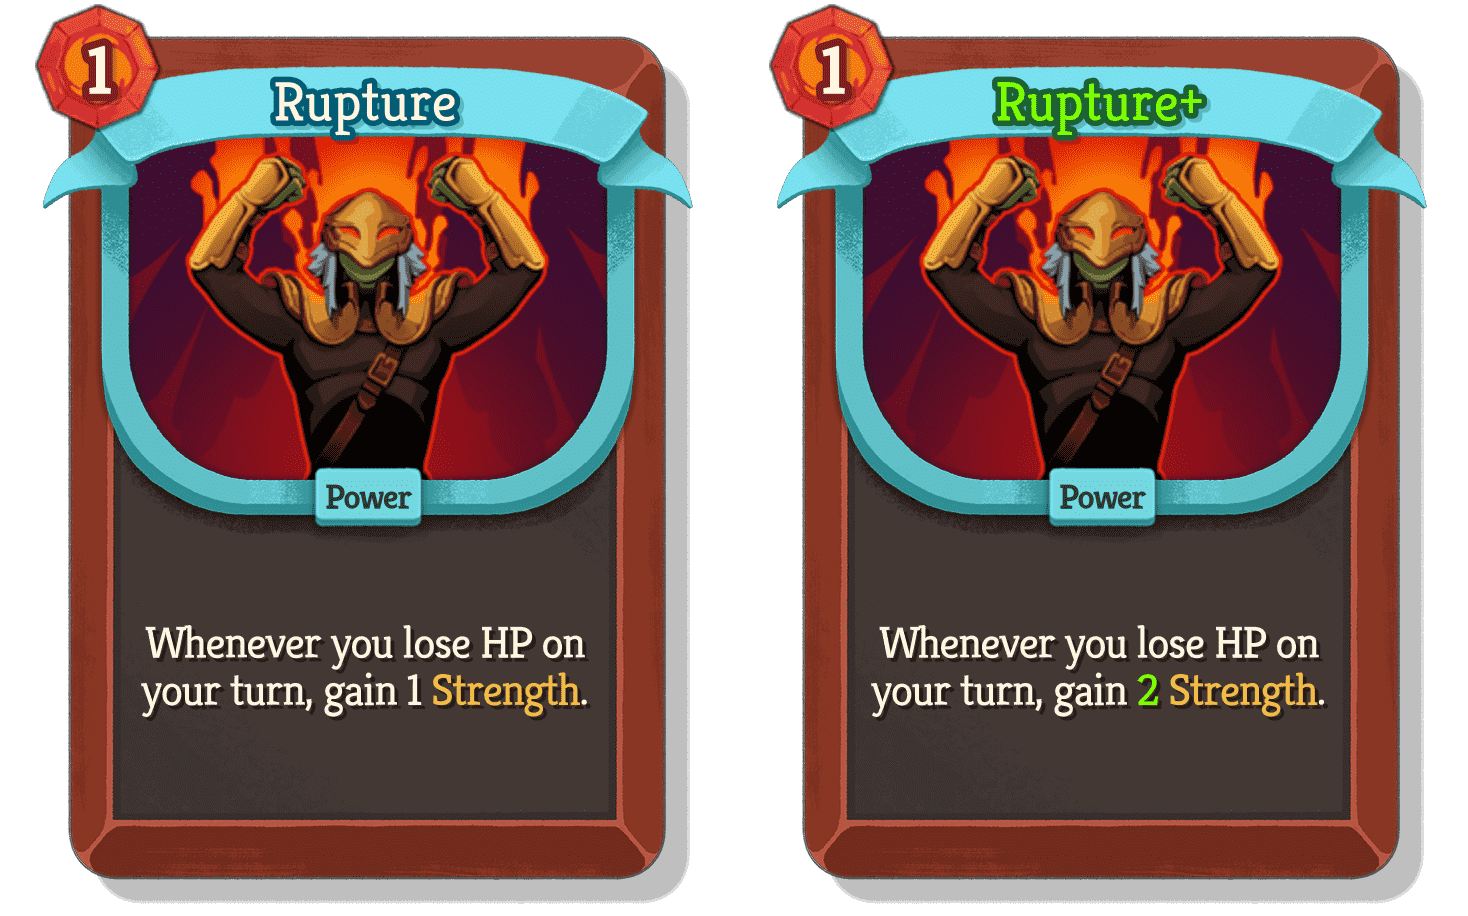 1
Rupture
Power
Whenever you lose HP on
your turn, gain 1 Strength.
1
Rupture+
Power
Whenever you lose HP on
your turn, gain 2 Strength.